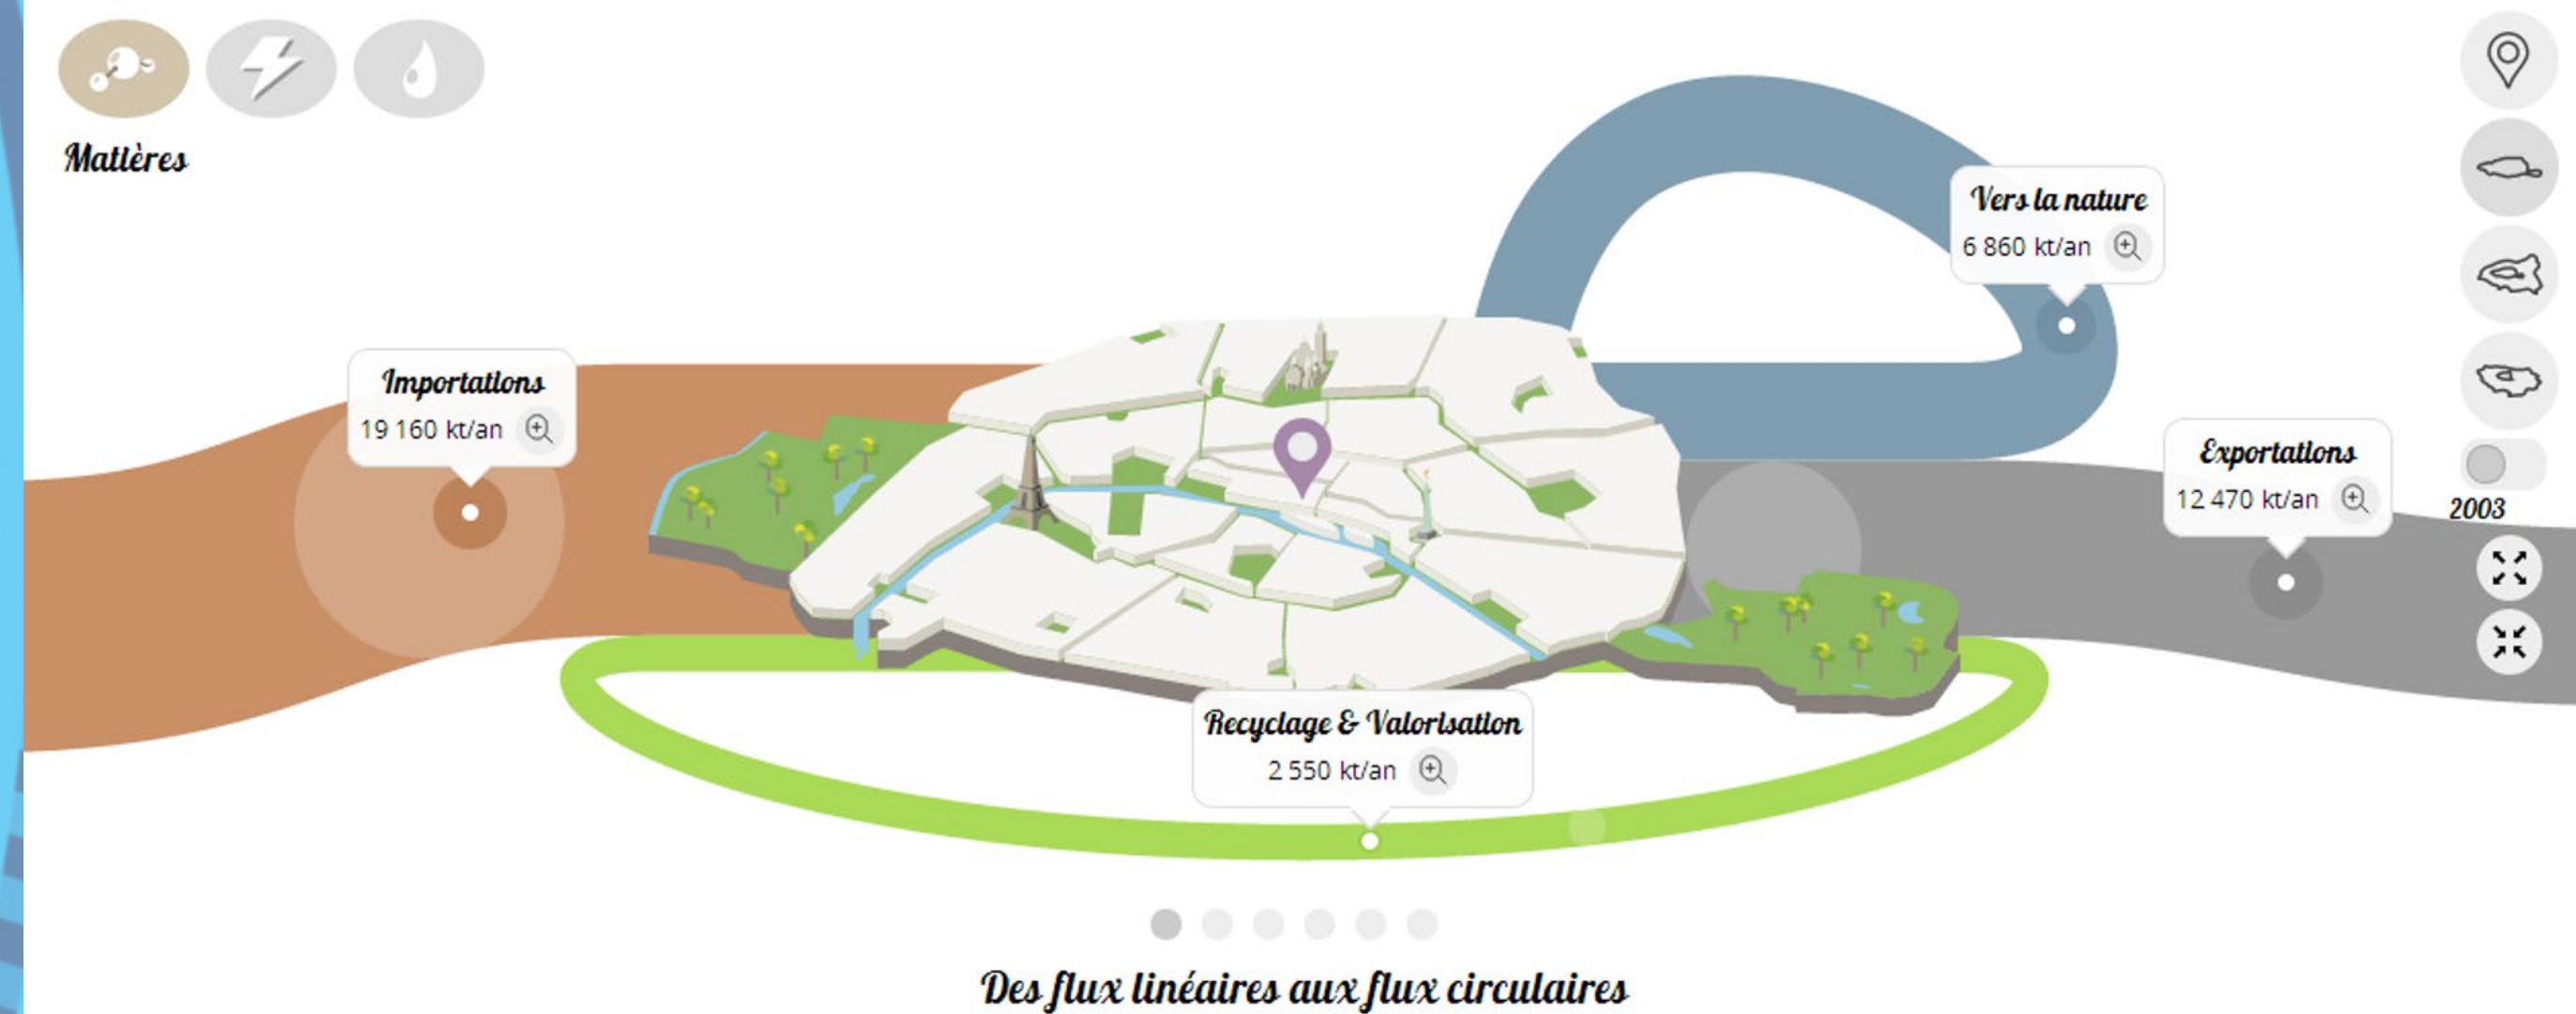 Matières
Vers la nature
6 860 kt/an
Importations
19 160 kt/an
Exportations
12 470 kt/an
2003
Recyclage & Valorisation
2 550 kt/an
Des flux linéaires aux flux circulaires